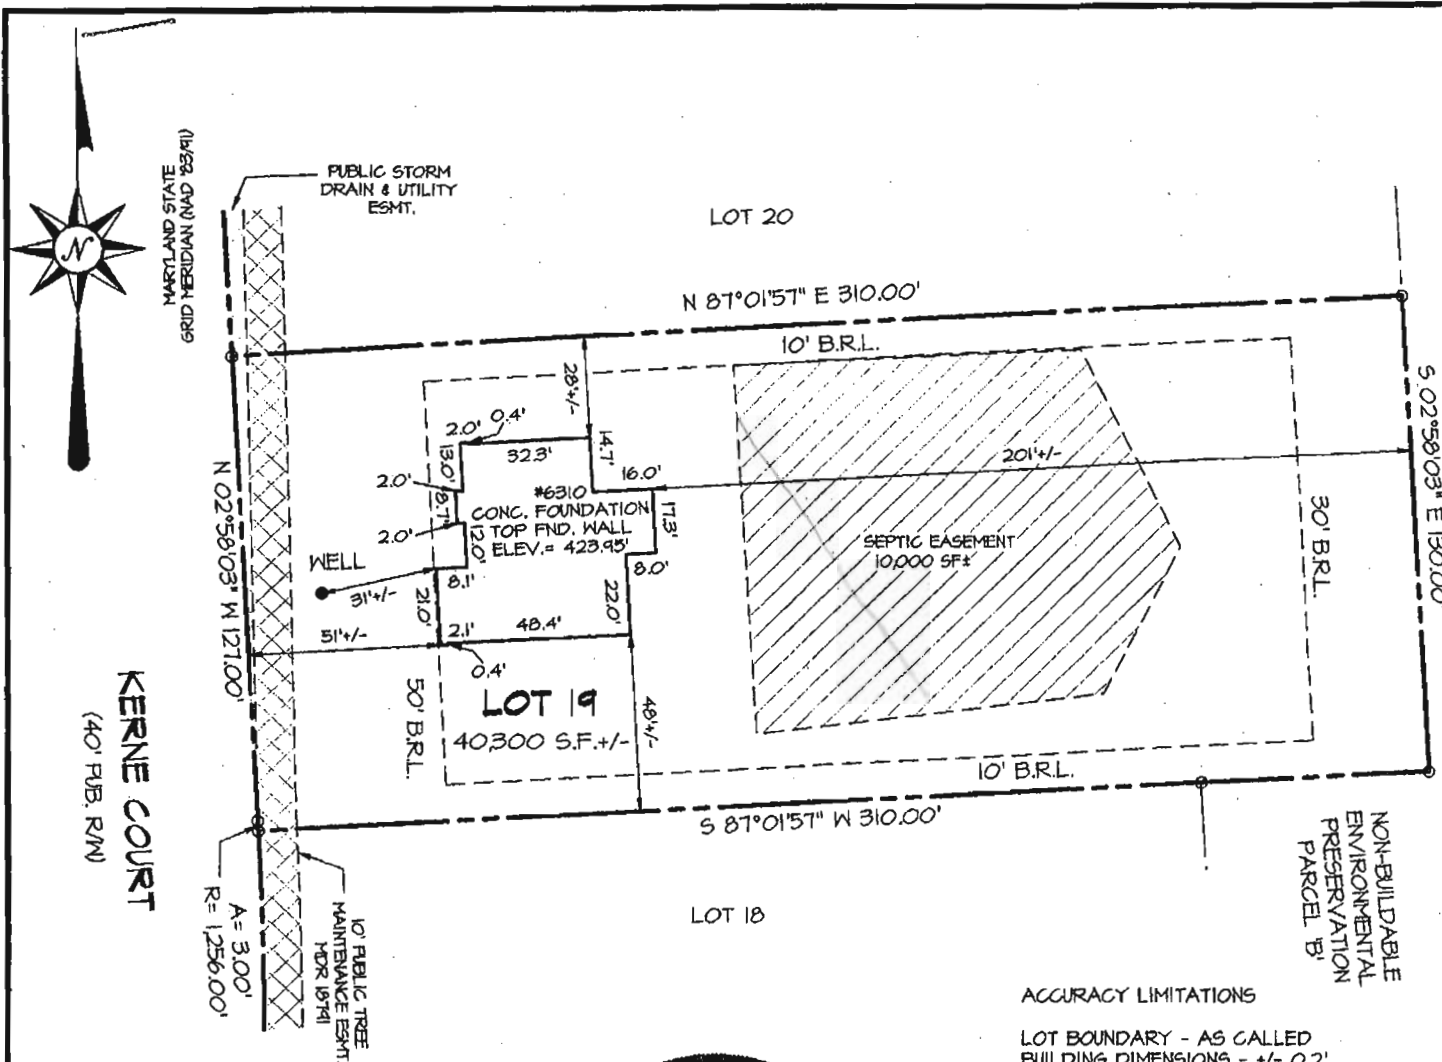 MARYLAND STATE
GRID MERIDIAN (NAD '83/91)
N
PUBLIC STORM
DRAIN & UTILITY
ESMT.
LOT 20
N 87°01'57" E 310.00'
10' B.R.L.
28'+/-
2.0'
0.4'
32.3'
14.7'
13.0'
16.0'
201'+/-
2.0'
8.7'
#6310
CONC. FOUNDATION
TOP FND. WALL
ELEV.= 423.95'
17.3'
2.0'
12.0'
SEPTIC EASEMENT
10,000 SF±
30' B.R.L.
S 02°58'03" E 130.00'
N 02°58'03" W 127.00'
WELL
31'+/-
8.1'
8.0'
21.0'
22.0'
51'+/-
2.1'
48.4'
0.4'
50' B.R.L.
LOT 19
40,300 S.F.+/-
48'+/-
10' B.R.L.
S 87°01'57" W 310.00'
KERNE COURT
(40' PUB. R/W)
A= 3.00'
R= 1,256.00'
10' PUBLIC TREE
MAINTENANCE ESMT.
MDR 18741
LOT 18
NON-BUILDABLE
ENVIRONMENTAL
PRESERVATION
PARCEL 'B'
ACCURACY LIMITATIONS
LOT BOUNDARY - AS CALLED
BUILDING DIMENSIONS - +/- 0.2'